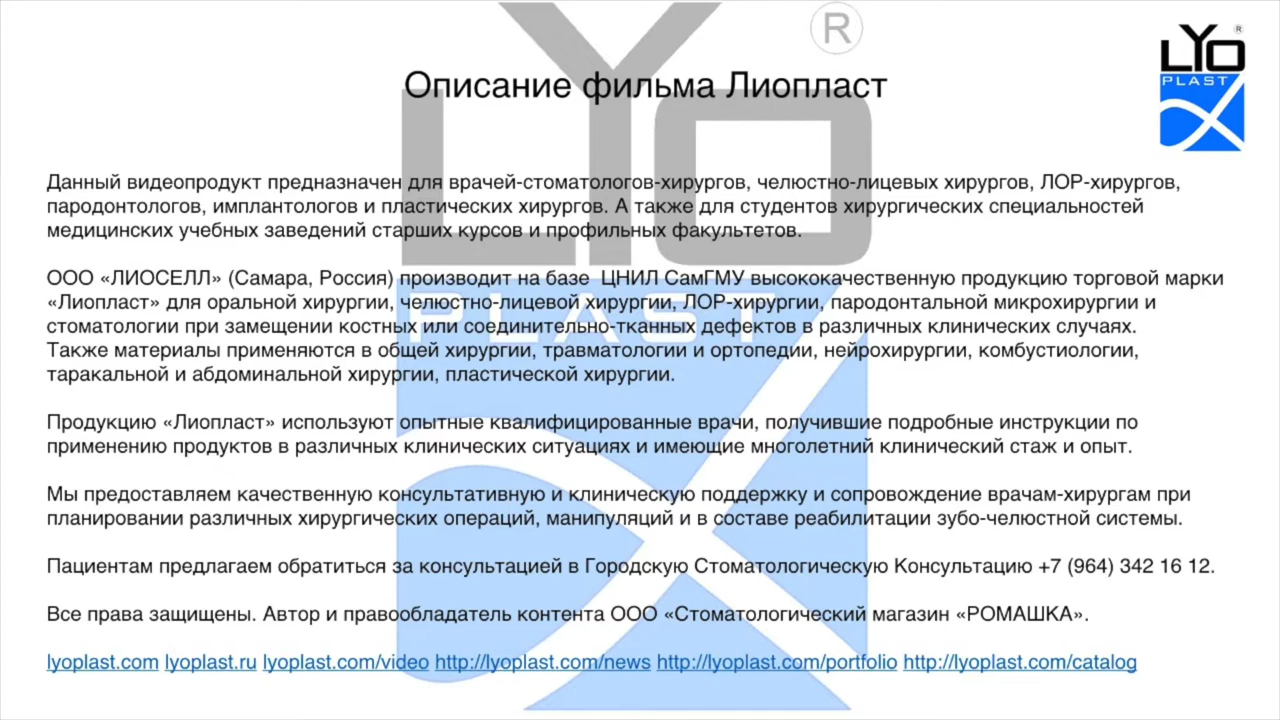 LYO
PLAST
®
Описание фильма Лиопласт
Данный видеопродукт предназначен для врачей-стоматологов-хирургов, челюстно-лицевых хирургов, ЛОР-хирургов,
пародонтологов, имплантологов и пластических хирургов. А также для студентов хирургических специальностей
медицинских учебных заведений старших курсов и профильных факультетов.
ООО «ЛИОСЕЛЛ» (Самара, Россия) производит на базе ЦНИЛ СамГМУ высококачественную продукцию торговой марки
«Лиопласт» для оральной хирургии, челюстно-лицевой хирургии, ЛОР-хирургии, пародонтальной микрохирургии и
стоматологии при замещении костных или соединительно-тканных дефектов в различных клинических случаях.
Также материалы применяются в общей хирургии, травматологии и ортопедии, нейрохирургии, комбустиологии,
таракальной и абдоминальной хирургии, пластической хирургии.
Продукцию «Лиопласт» используют опытные квалифицированные врачи, получившие подробные инструкции по
применению продуктов в различных клинических ситуациях и имеющие многолетний клинический стаж и опыт.
Мы предоставляем качественную консультативную и клиническую поддержку и сопровождение врачам-хирургам при
планировании различных хирургических операций, манипуляций и в составе реабилитации зубо-челюстной системы.
Пациентам предлагаем обратиться за консультацией в Городскую Стоматологическую Консультацию +7 (964) 342 16 12.
Все права защищены. Автор и правообладатель контента ООО «Стоматологический магазин «РОМАШКА».
lyoplast.com lyoplast.ru lyoplast.com/video http://lyoplast.com/news http://lyoplast.com/portfolio http://lyoplast.com/catalog
LYO
®
PLAST